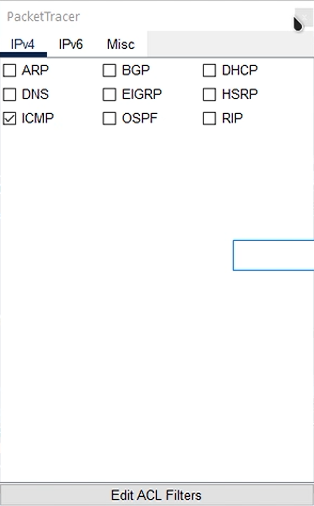 PacketTracer
IPv4 IPv6 Misc
ARP BGP DHCP
DNS EIGRP HSRP
ICMP OSPF RIP
Edit ACL Filters